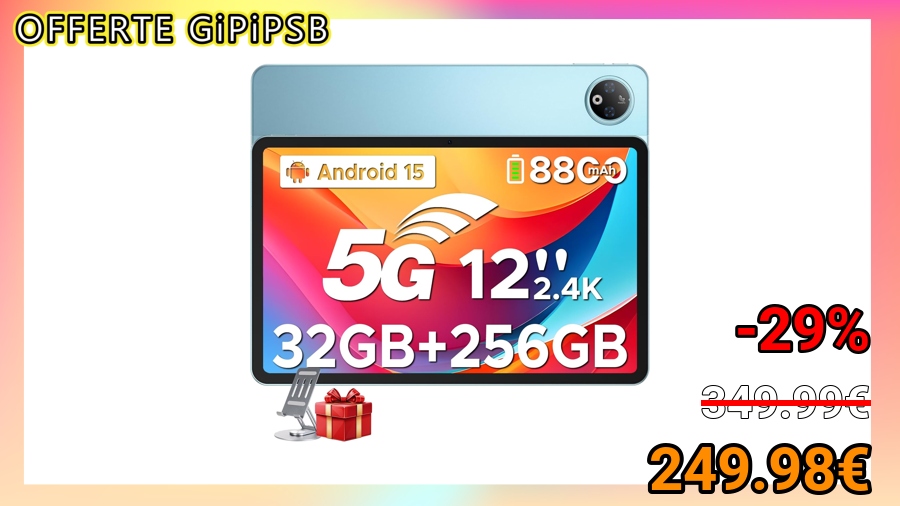 OFFERTE GiPiPSB
Android 15
8800
mAh
5G 12''
2.4K
32GB+256GB
-29%
349.99€
249.98€